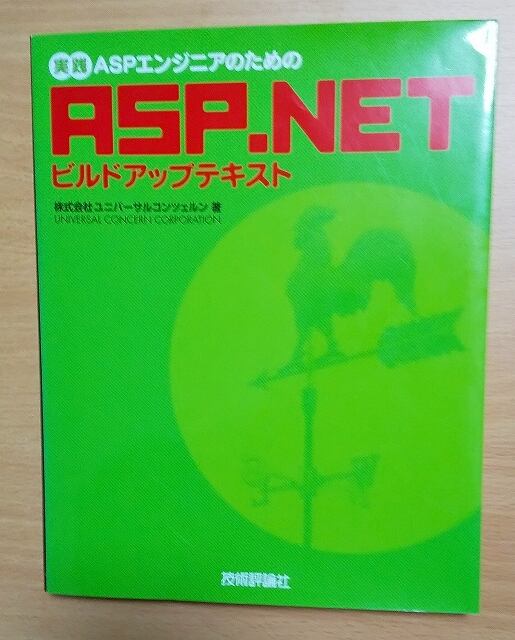 実践 ASPエンジニアのための
ASP.NET
ビルドアップテキスト
株式会社ユニバーサルコンツェルン 著
UNIVERSAL CONCERN CORPORATION
技術評論社